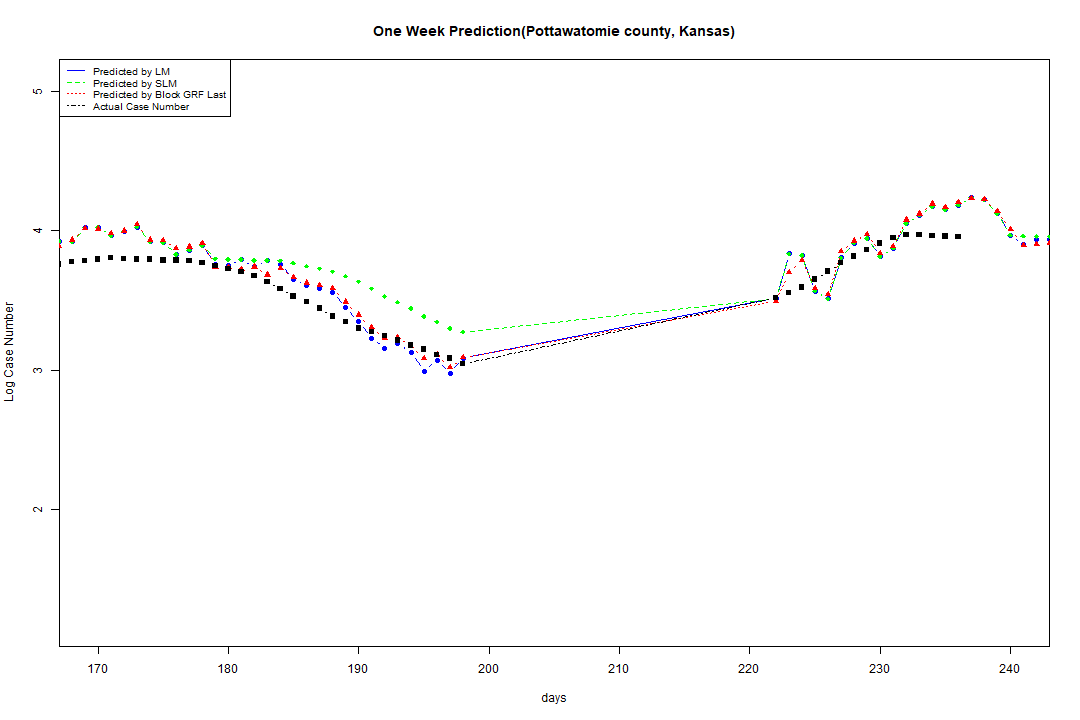 One Week Prediction(Pottawatomie county, Kansas)
Predicted by LM
Predicted by SLM
Predicted by Block GRF Last
Actual Case Number
5
4
3
2
Log Case Number
170 180 190 200 210 220 230 240
days